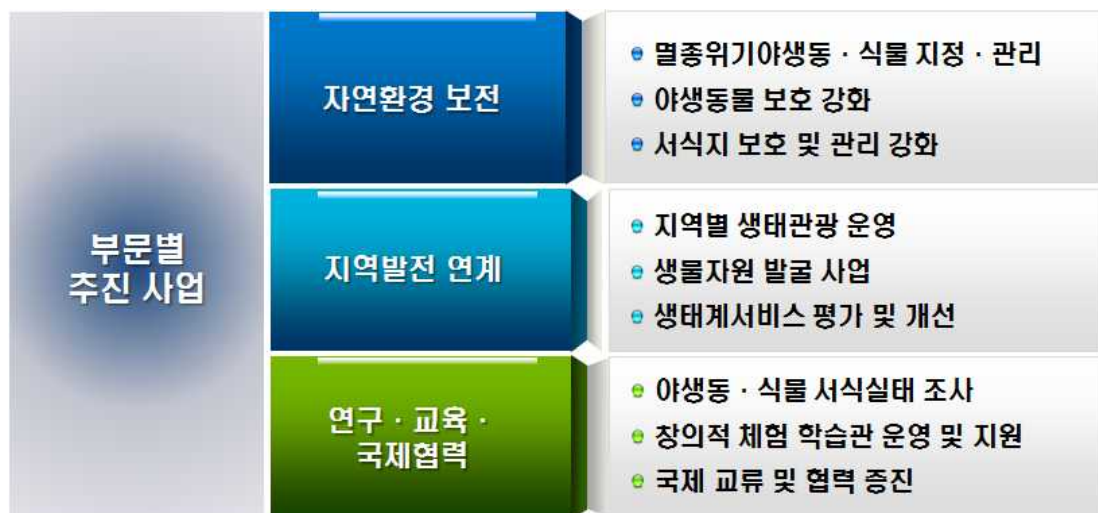 부문별
추진 사업
자연환경 보전
멸종위기야생동 · 식물 지정 · 관리
야생동물 보호 강화
서식지 보호 및 관리 강화
지역발전 연계
지역별 생태관광 운영
생물자원 발굴 사업
생태계서비스 평가 및 개선
연구 · 교육 ·
국제협력
야생동 · 식물 서식실태 조사
창의적 체험 학습관 운영 및 지원
국제 교류 및 협력 증진